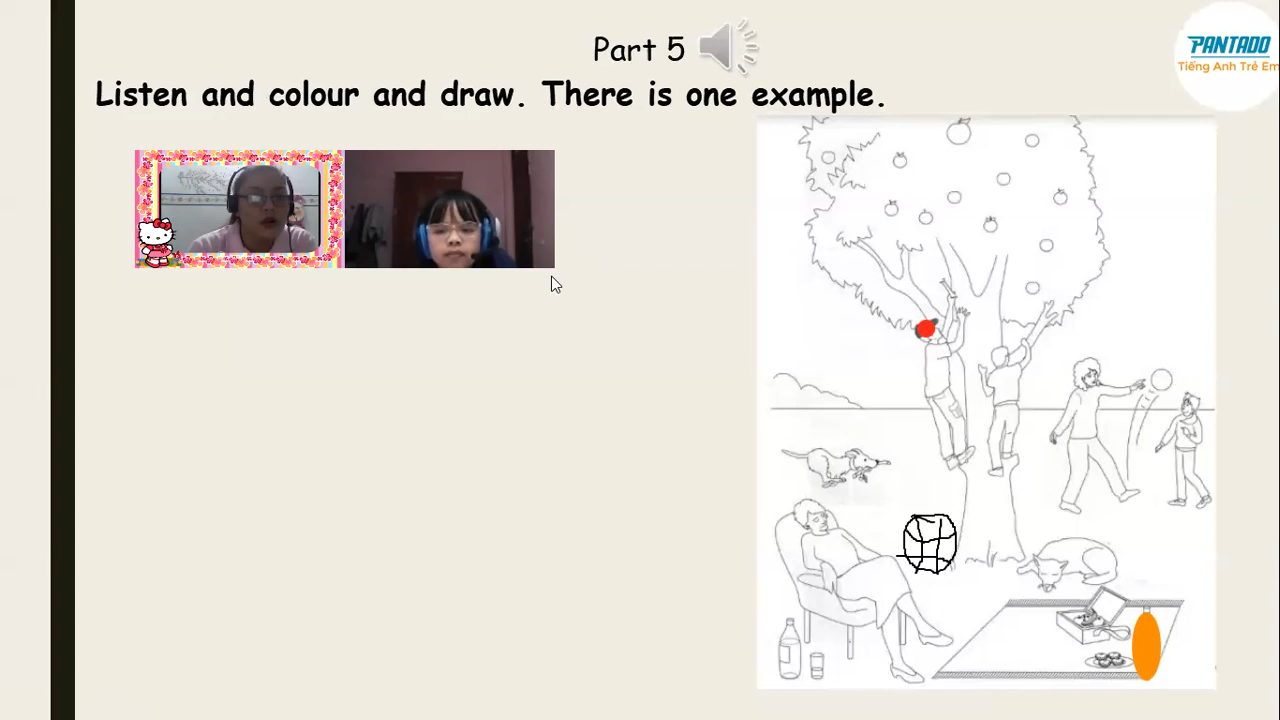 Part 5
PANTADO
Tiếng Anh Trẻ Em
Listen and colour and draw. There is one example.